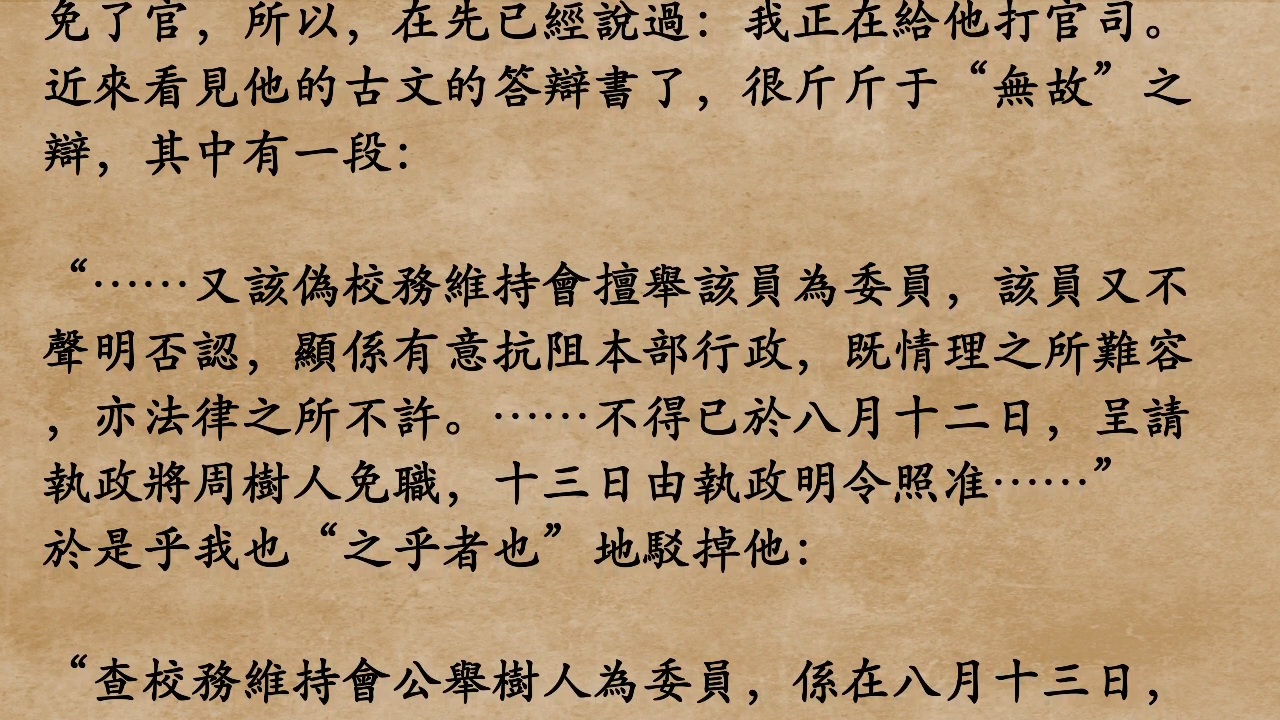 免了官，所以，在先已經說過：我正在給他打官司。
近來看見他的古文的答辯書了，很斤斤于“無故”之
辯，其中有一段：
“……又該偽校務維持會擅舉該員為委員，該員又不
聲明否認，顯係有意抗阻本部行政，既情理之所難容
，亦法律之所不許。……不得已於八月十二日，呈請
執政將周樹人免職，十三日由執政明令照准……”
於是乎我也“之乎者也”地駁掉他：
“查校務維持會公舉樹人為委員，係在八月十三日，